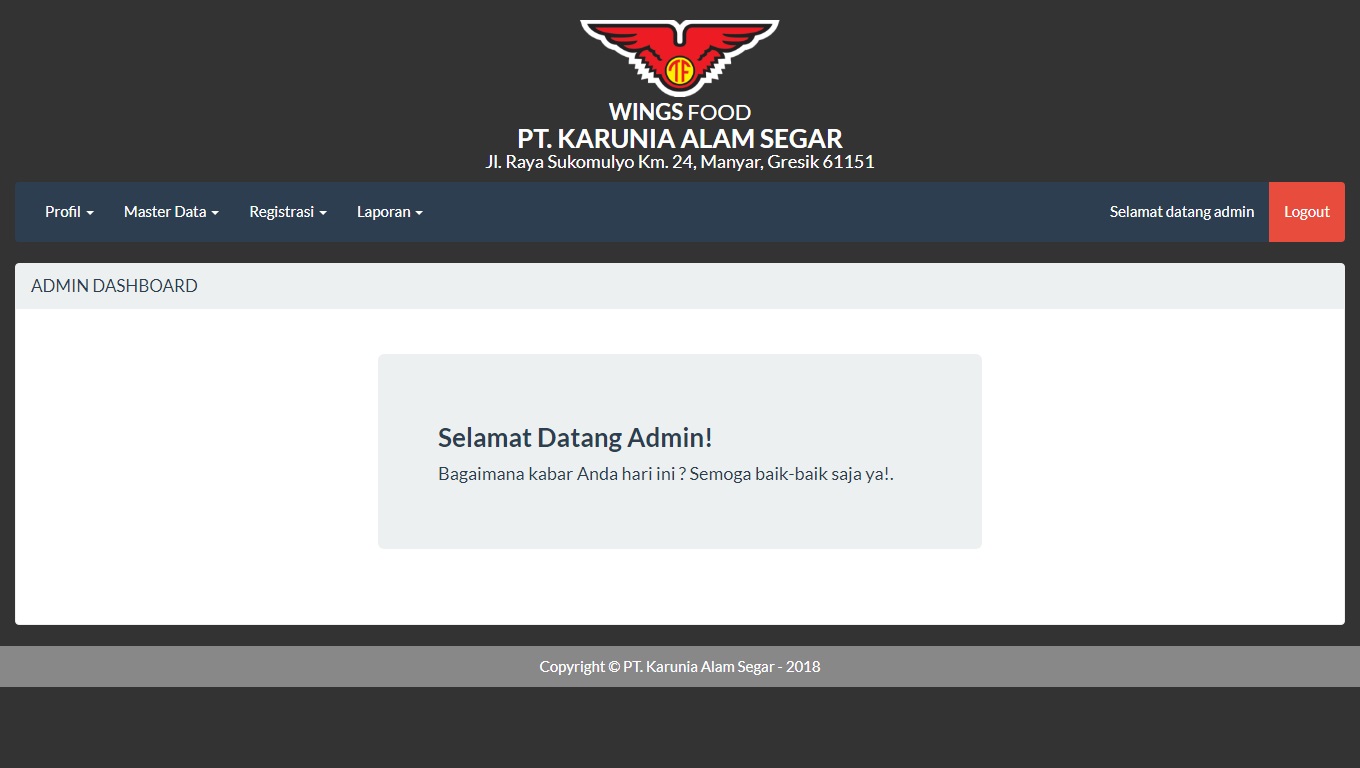 TF
WINGS FOOD
PT. KARUNIA ALAM SEGAR
Jl. Raya Sukomulyo Km. 24, Manyar, Gresik 61151
Profil Master Data Registrasi Laporan Selamat datang admin Logout
ADMIN DASHBOARD
Selamat Datang Admin!
Bagaimana kabar Anda hari ini ? Semoga baik-baik saja ya!.
Copyright © PT. Karunia Alam Segar - 2018